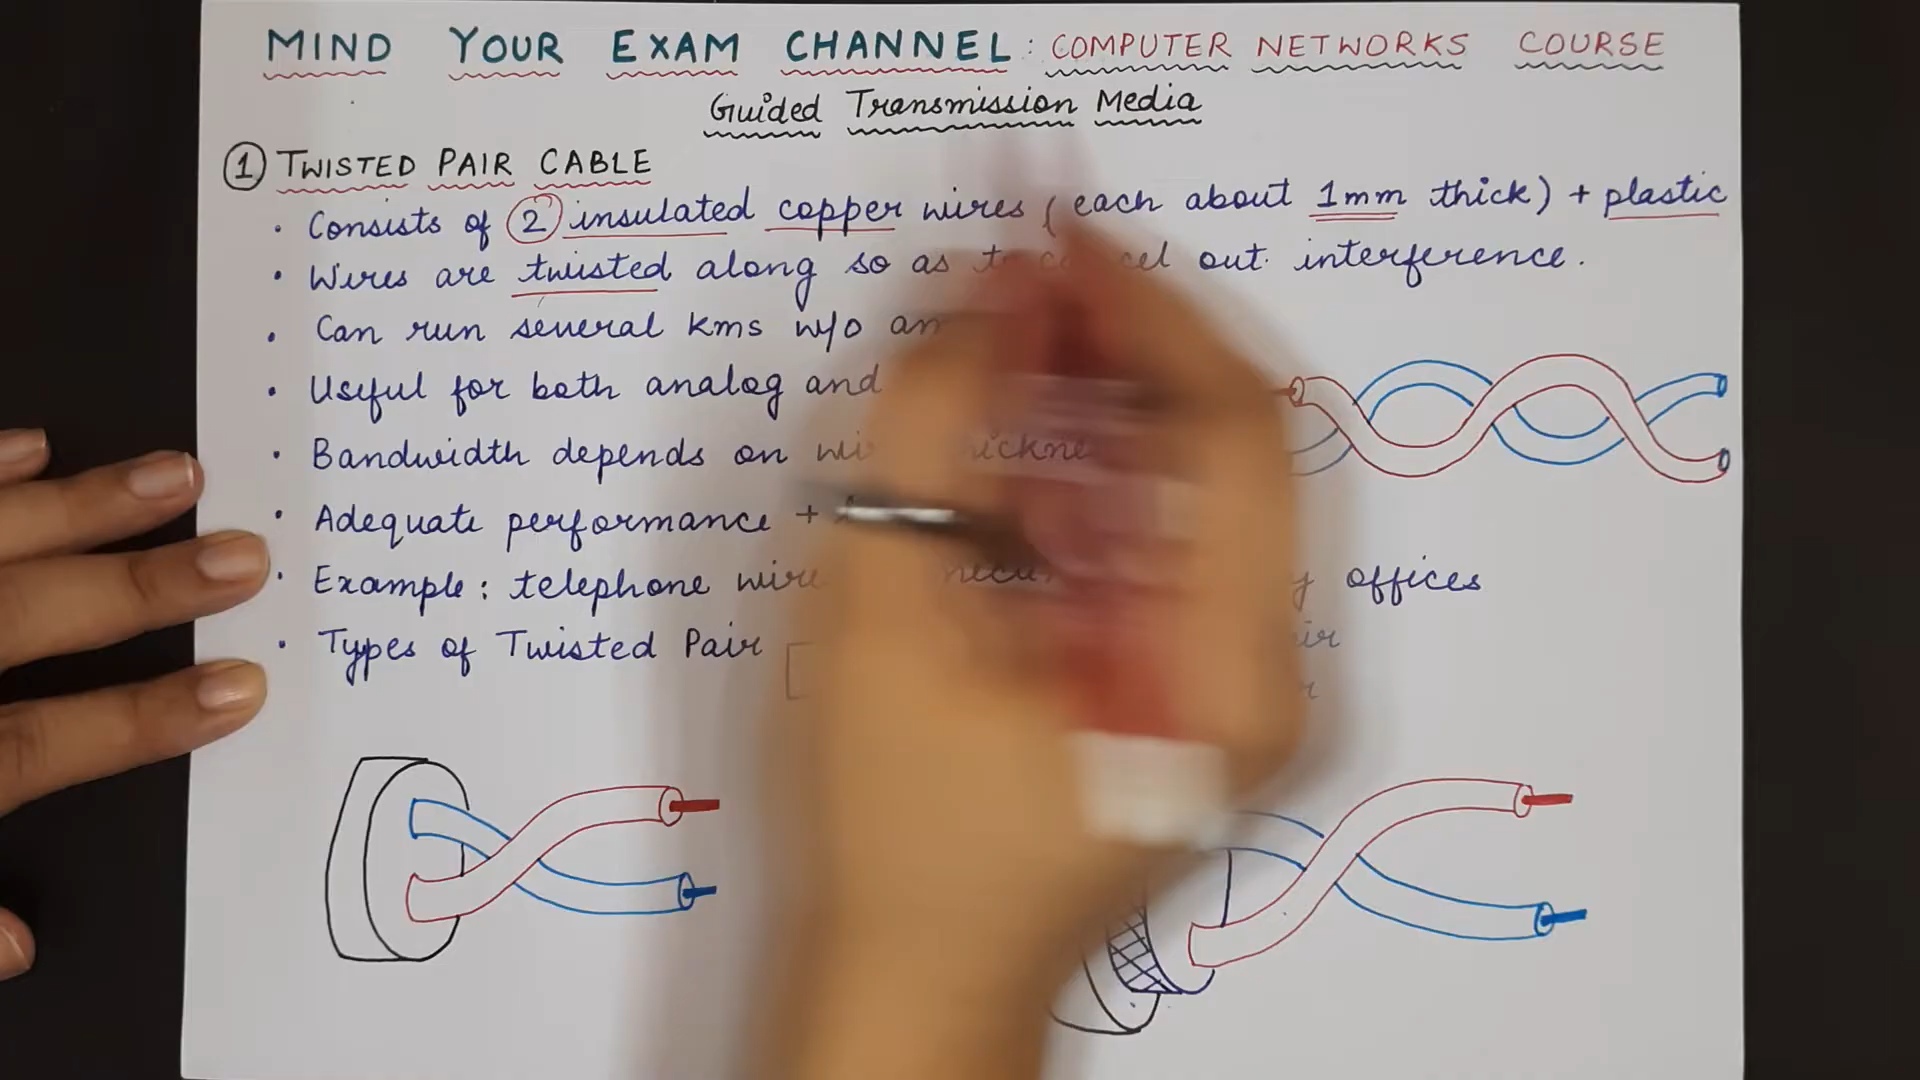 MIND YOUR EXAM CHANNEL: COMPUTER NETWORKS COURSE
Guided Transmission Media
① TWISTED PAIR CABLE
• Consists of 2 insulated copper wires (each about 1mm thick) + plastic
• Wires are twisted along so as out interference.
• Can run several kms w/o
• Useful for both analog and
• Bandwidth depends on
• Adequate performance +
• Example: telephone offices
• Types of Twisted Pair